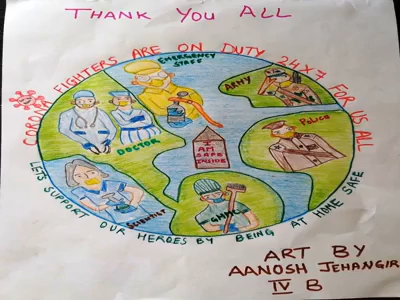 THANK YOU ALL
CORONA FIGHTERS ARE ON DUTY 24X7 FOR US ALL
EMERGENCY STAFF
ARMY
POLICE
DOCTOR
I AM SAFE INSIDE
SCIENTIST
GHMC
LETS SUPPORT OUR HEROES BY BEING AT HOME SAFE
ART BY
AANOSH JEHANGIR
IV B